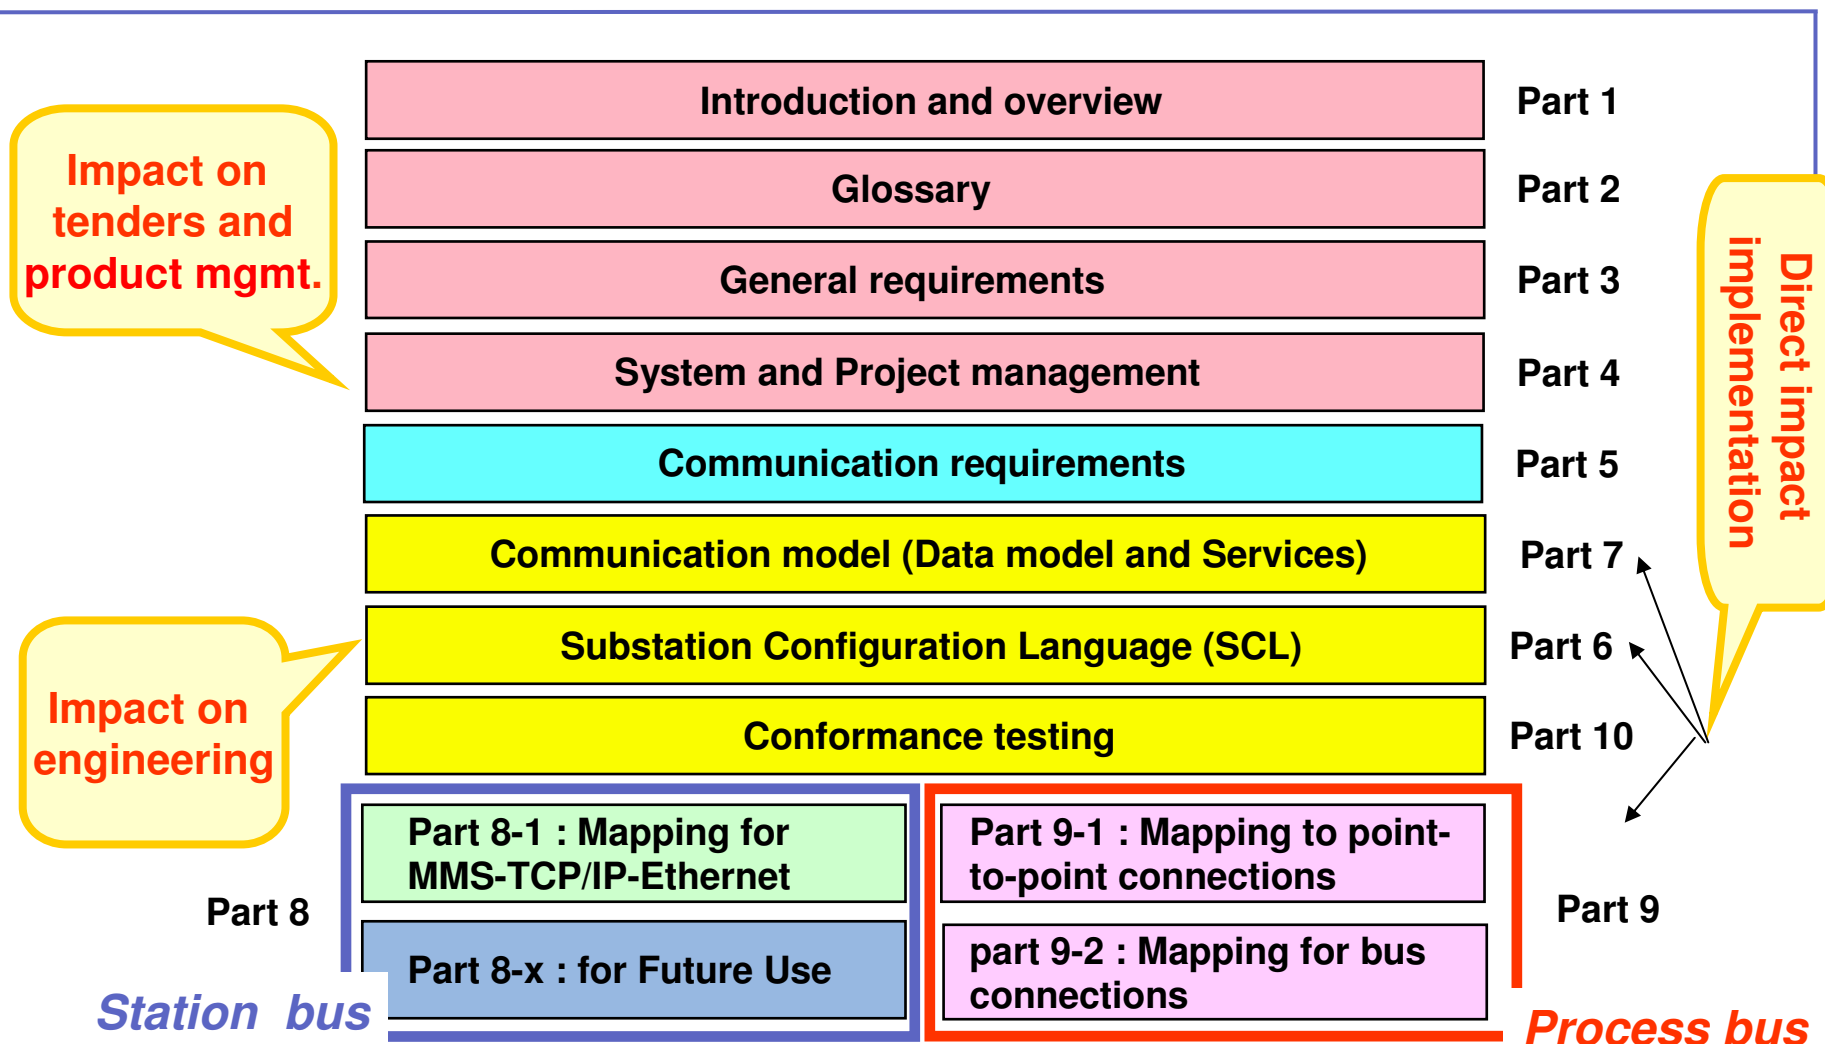 Introduction and overview
Part 1
Impact on
tenders and
product mgmt.
Glossary
Part 2
General requirements
Part 3
System and Project management
Part 4
Direct impact
implementation
Communication requirements
Part 5
Communication model (Data model and Services)
Part 7
Substation Configuration Language (SCL)
Part 6
Impact on
engineering
Conformance testing
Part 10
Part 8-1 : Mapping for
MMS-TCP/IP-Ethernet
Part 9-1 : Mapping to point-
to-point connections
Part 8
Part 9
Part 8-x : for Future Use
part 9-2 : Mapping for bus
connections
Station bus
Process bus